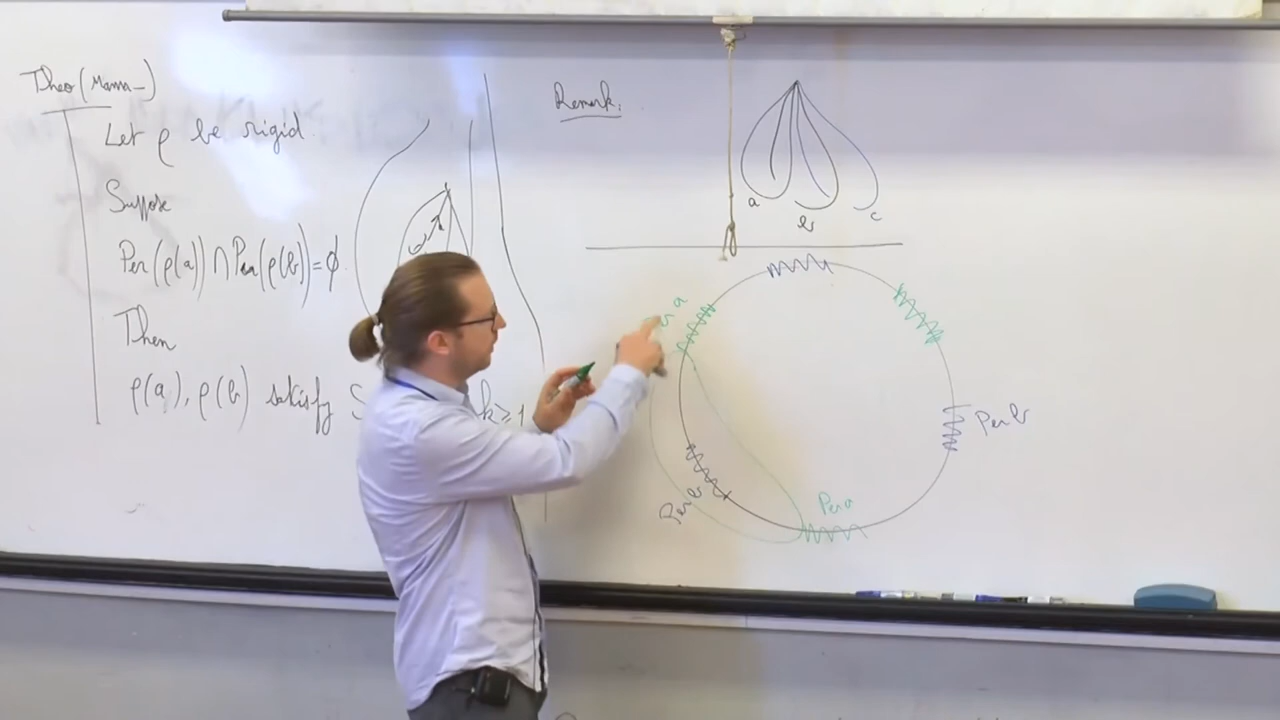 Theo (Mann-)
Let ρ be rigid.
Suppose
Per(ρ(a)) ∩ Per(ρ(b)) = ∅.
Then
ρ(a), ρ(b) satisfy S k≥1
Remark:
a b c
a
Per b
Per a
Per b